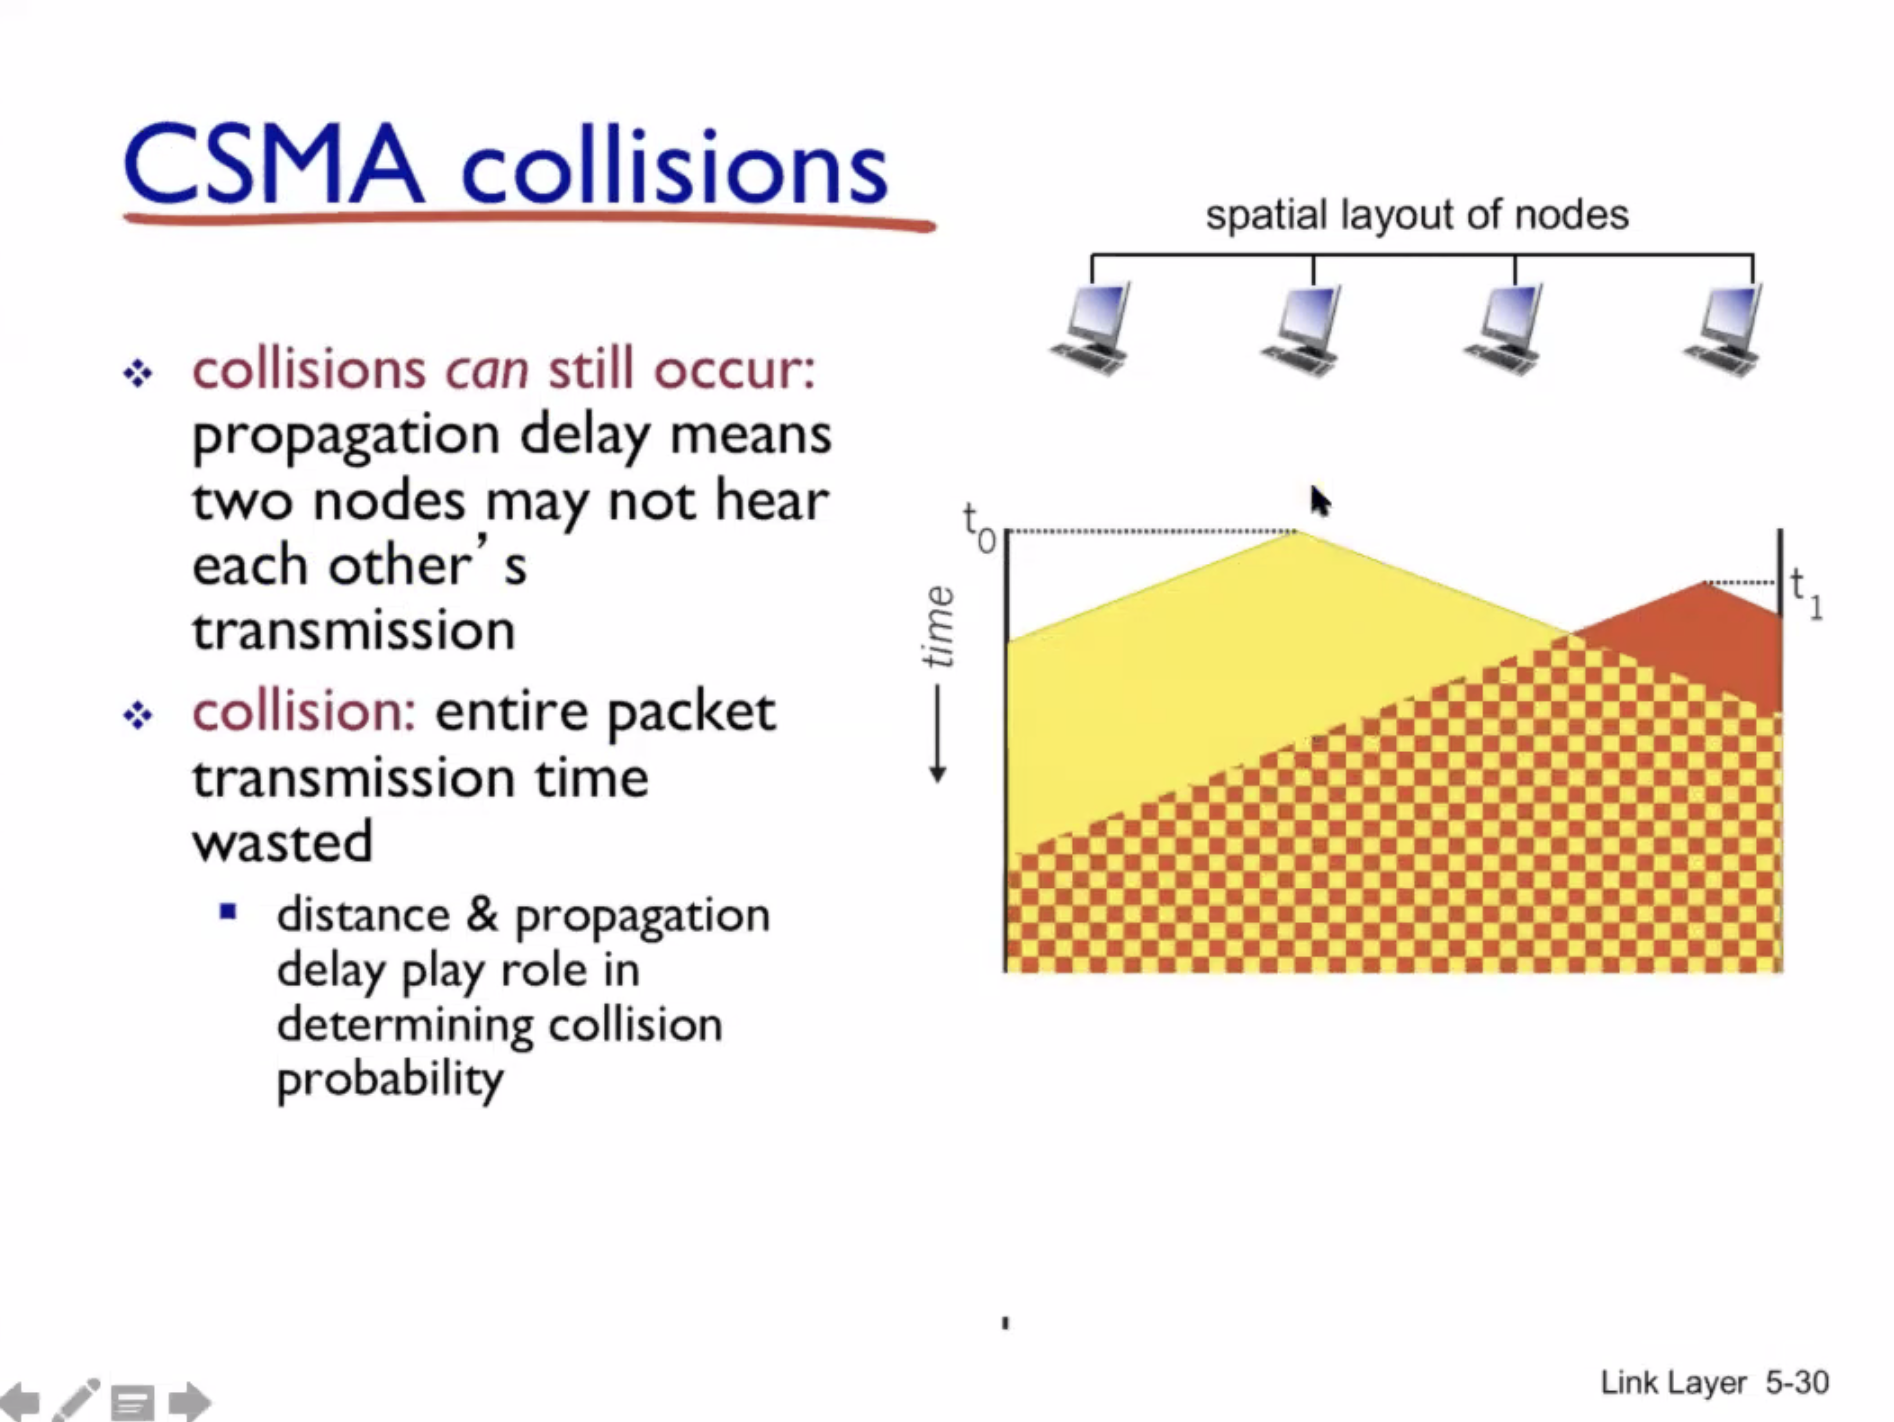 CSMA collisions
collisions can still occur:
propagation delay means
two nodes may not hear
each other’s
transmission
collision: entire packet
transmission time
wasted
distance & propagation
delay play role in
determining collision
probability
spatial layout of nodes
t0
time
t1
Link Layer 5-30